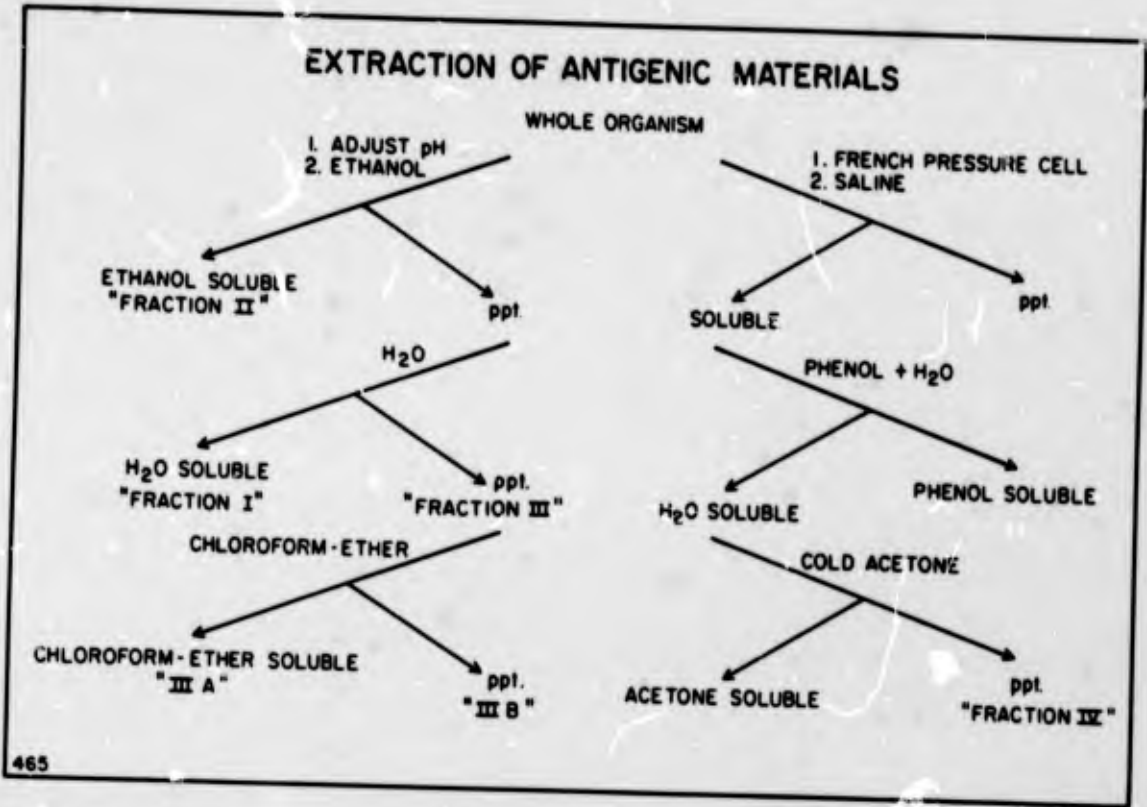 EXTRACTION OF ANTIGENIC MATERIALS
WHOLE ORGANISM
1. ADJUST pH
2. ETHANOL
1. FRENCH PRESSURE CELL
2. SALINE
ETHANOL SOLUBLE
"FRACTION II"
ppt.
SOLUBLE
ppt.
H₂O
PHENOL + H₂O
H₂O SOLUBLE
"FRACTION I"
ppt.
"FRACTION III"
H₂O SOLUBLE
PHENOL SOLUBLE
CHLOROFORM-ETHER
COLD ACETONE
CHLOROFORM-ETHER SOLUBLE
"III A"
ppt.
"III B"
ACETONE SOLUBLE
ppt.
"FRACTION IV"
465